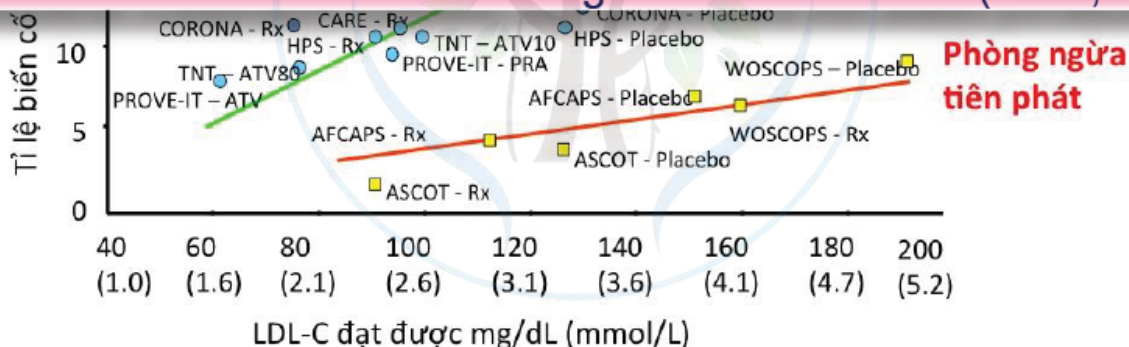 CORONA - Rx
CARE - Rx
CORONA - Placebo
10
HPS - Rx
TNT – ATV10
HPS - Placebo
Phòng ngừa
tiên phát
TNT – ATV80
PROVE-IT - PRA
WOSCOPS – Placebo
PROVE-IT – ATV
AFCAPS - Placebo
Tỉ lệ biến cố
5
AFCAPS - Rx
WOSCOPS - Rx
ASCOT - Placebo
ASCOT - Rx
0
40 60 80 100 120 140 160 180 200
(1.0) (1.6) (2.1) (2.6) (3.1) (3.6) (4.1) (4.7) (5.2)
LDL-C đạt được mg/dL (mmol/L)